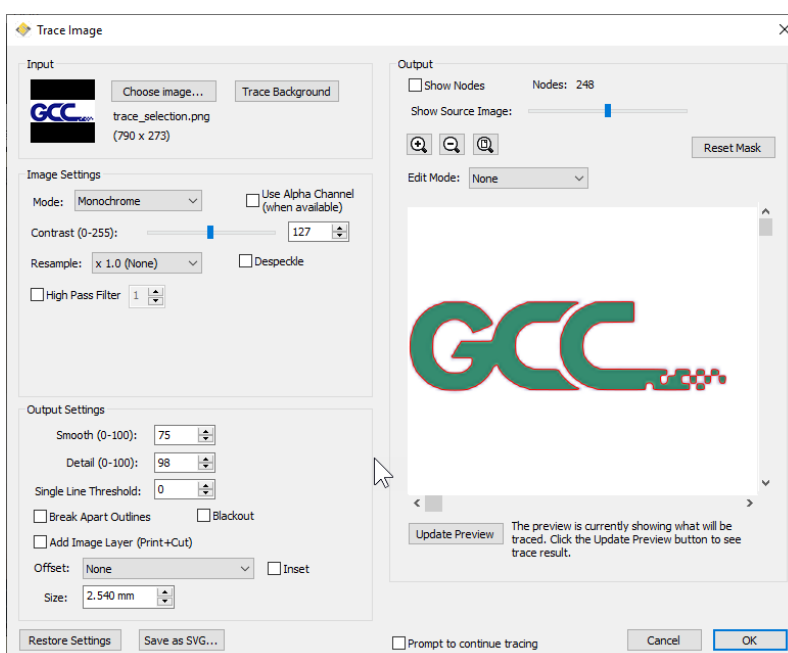 Trace Image
Input
Choose image...
Trace Background
GCC
trace_selection.png
(790 x 273)
Image Settings
Mode: Monochrome
Use Alpha Channel
(when available)
Contrast (0-255): 127
Resample: x 1.0 (None)
Despeckle
High Pass Filter 1
Output Settings
Smooth (0-100): 75
Detail (0-100): 98
Single Line Threshold: 0
Break Apart Outlines
Blackout
Add Image Layer (Print+Cut)
Offset: None
Inset
Size: 2.540 mm
Restore Settings
Save as SVG...
Output
Show Nodes
Nodes: 248
Show Source Image:
Reset Mask
Edit Mode: None
GCC
Update Preview
The preview is currently showing what will be
traced. Click the Update Preview button to see
trace result.
Prompt to continue tracing
Cancel
OK